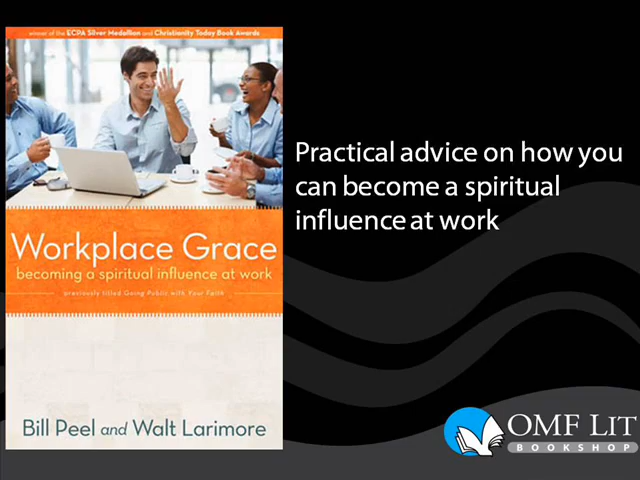 winner of the ECPA Silver Medallion and Christianity Today Book Awards
Workplace Grace
becoming a spiritual influence at work
previously titled Going Public with Your Faith
Bill Peel and Walt Larimore
Practical advice on how you
can become a spiritual
influence at work
OMF LIT
BOOKSHOP